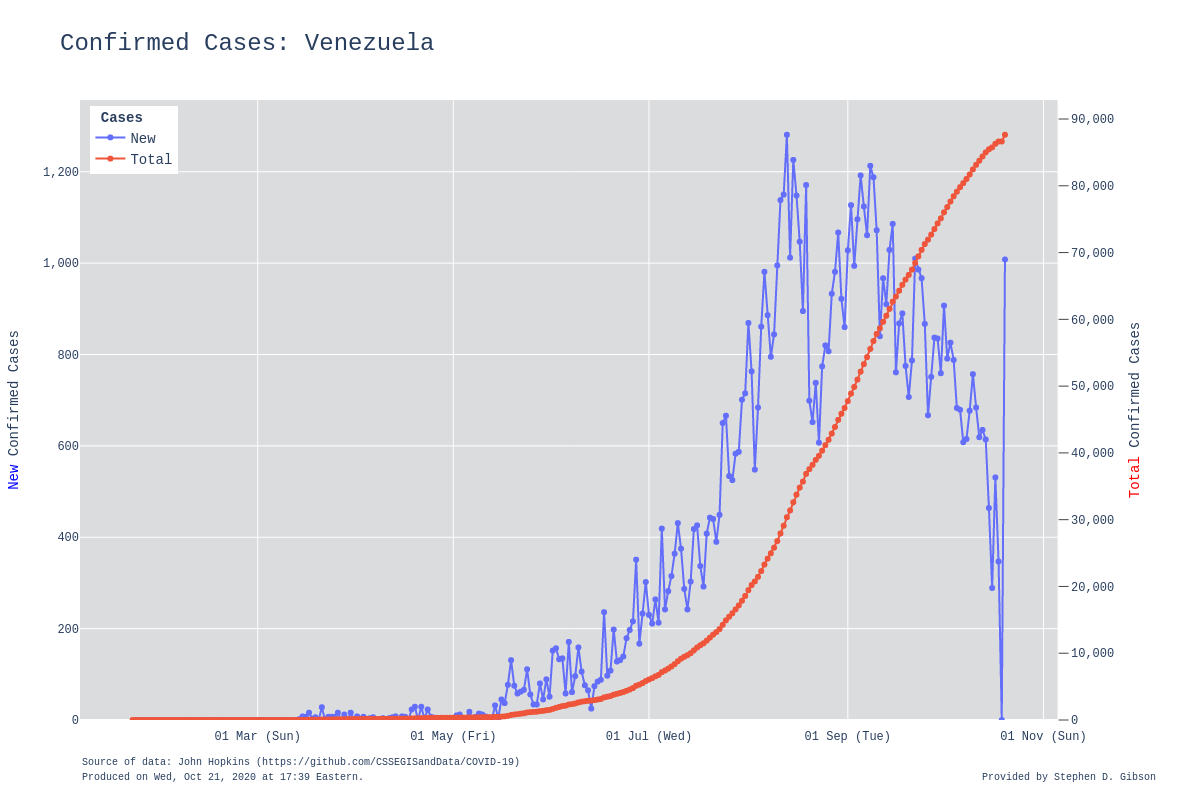 Confirmed Cases: Venezuela
Cases
New
Total
1,200
1,000
800
600
400
200
0
New Confirmed Cases
90,000
80,000
70,000
60,000
50,000
40,000
30,000
20,000
10,000
0
Total Confirmed Cases
01 Mar (Sun)
01 May (Fri)
01 Jul (Wed)
01 Sep (Tue)
01 Nov (Sun)
Source of data: John Hopkins (https://github.com/CSSEGISandData/COVID-19)
Produced on Wed, Oct 21, 2020 at 17:39 Eastern.
Provided by Stephen D. Gibson